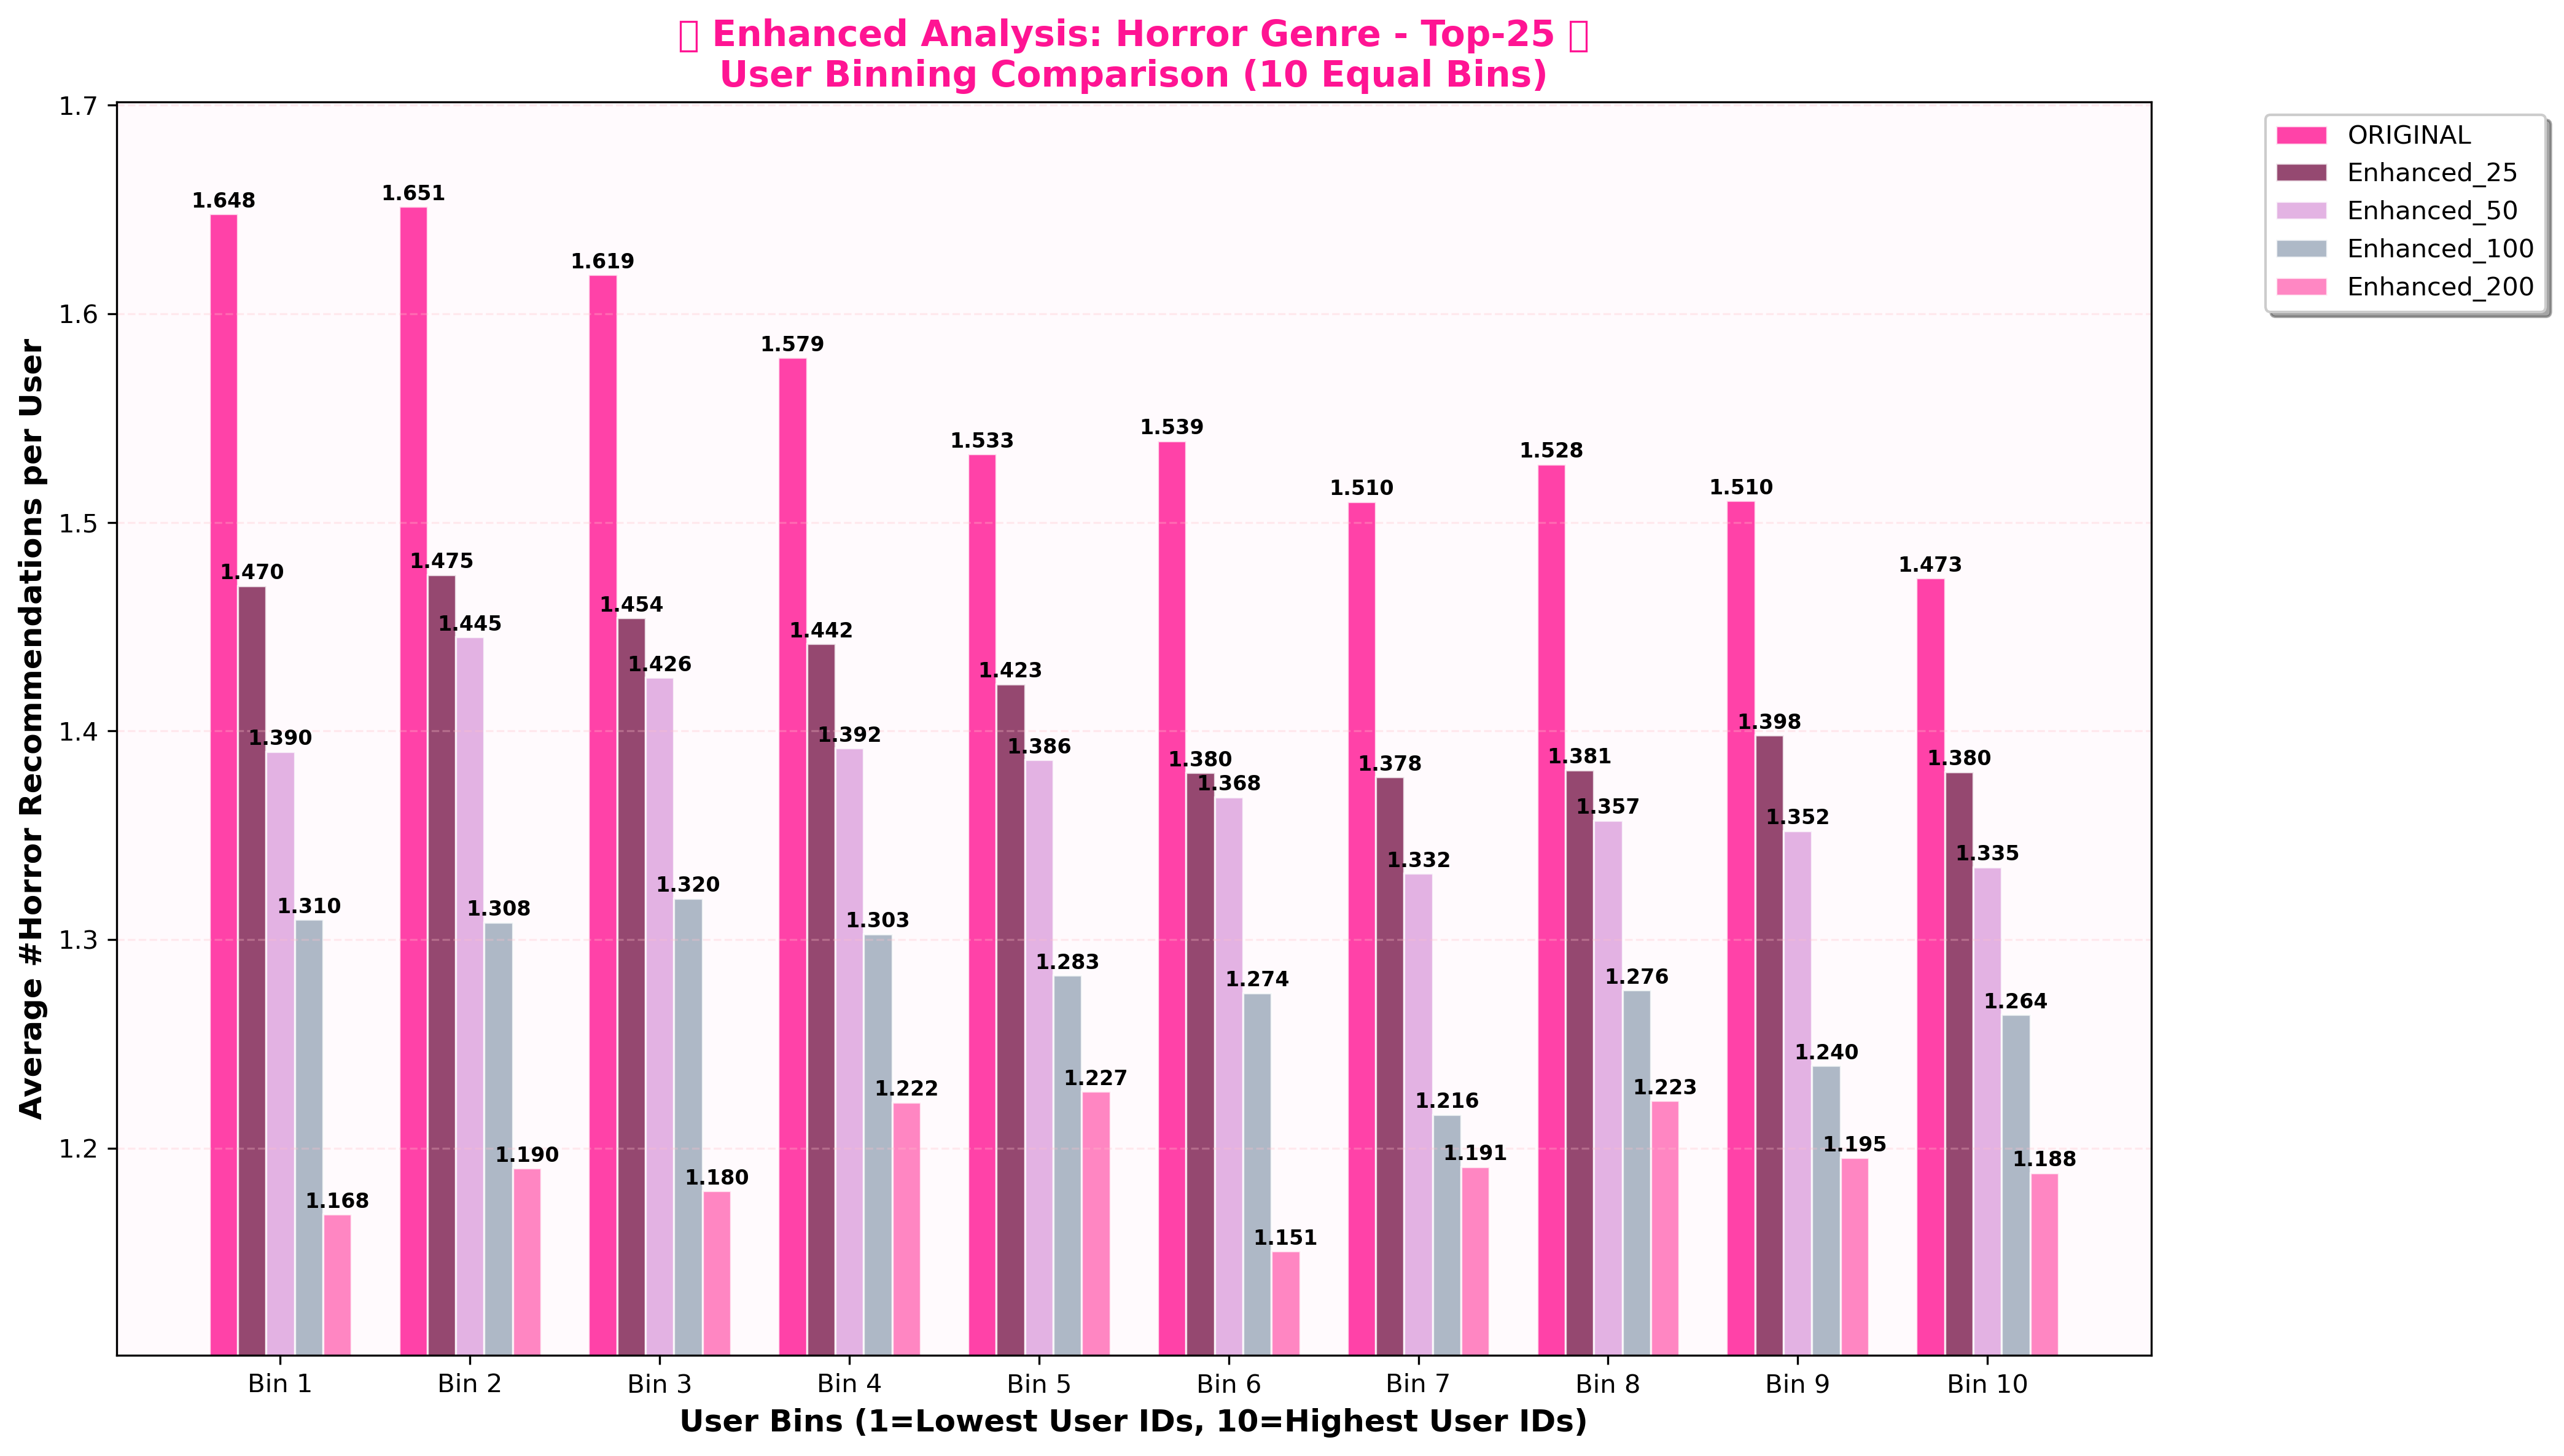 ▯ Enhanced Analysis: Horror Genre - Top-25 ▯
User Binning Comparison (10 Equal Bins)
ORIGINAL
Enhanced_25
Enhanced_50
Enhanced_100
Enhanced_200
Average #Horror Recommendations per User
1.7
1.6
1.5
1.4
1.3
1.2
1.648
1.470
1.390
1.310
1.168
1.651
1.475
1.445
1.308
1.190
1.619
1.454
1.426
1.320
1.180
1.579
1.442
1.392
1.303
1.222
1.533
1.423
1.386
1.283
1.227
1.539
1.380
1.368
1.274
1.151
1.510
1.378
1.332
1.216
1.191
1.528
1.381
1.357
1.276
1.223
1.510
1.398
1.352
1.240
1.195
1.473
1.380
1.335
1.264
1.188
Bin 1
Bin 2
Bin 3
Bin 4
Bin 5
Bin 6
Bin 7
Bin 8
Bin 9
Bin 10
User Bins (1=Lowest User IDs, 10=Highest User IDs)